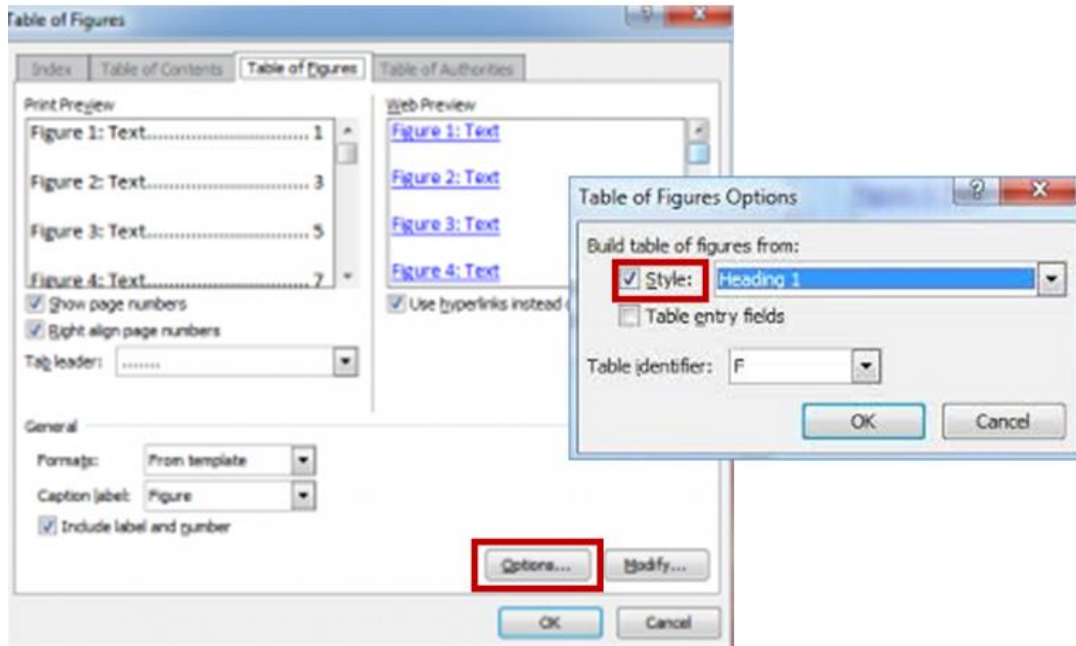 Table of Figures
Index Table of Contents Table of Figures Table of Authorities
Print Preview
Figure 1: Text.................................... 1
Figure 2: Text.................................... 3
Figure 3: Text.................................... 5
Figure 4: Text.................................... 7
Show page numbers
Right align page numbers
Tab leader: .......
Web Preview
Figure 1: Text
Figure 2: Text
Figure 3: Text
Figure 4: Text
Use hyperlinks instead
General
Formats: From template
Caption label: Figure
Include label and number
Options... Modify...
OK Cancel
Table of Figures Options
Build table of figures from:
Style: Heading 1
Table entry fields
Table identifier: F
OK Cancel